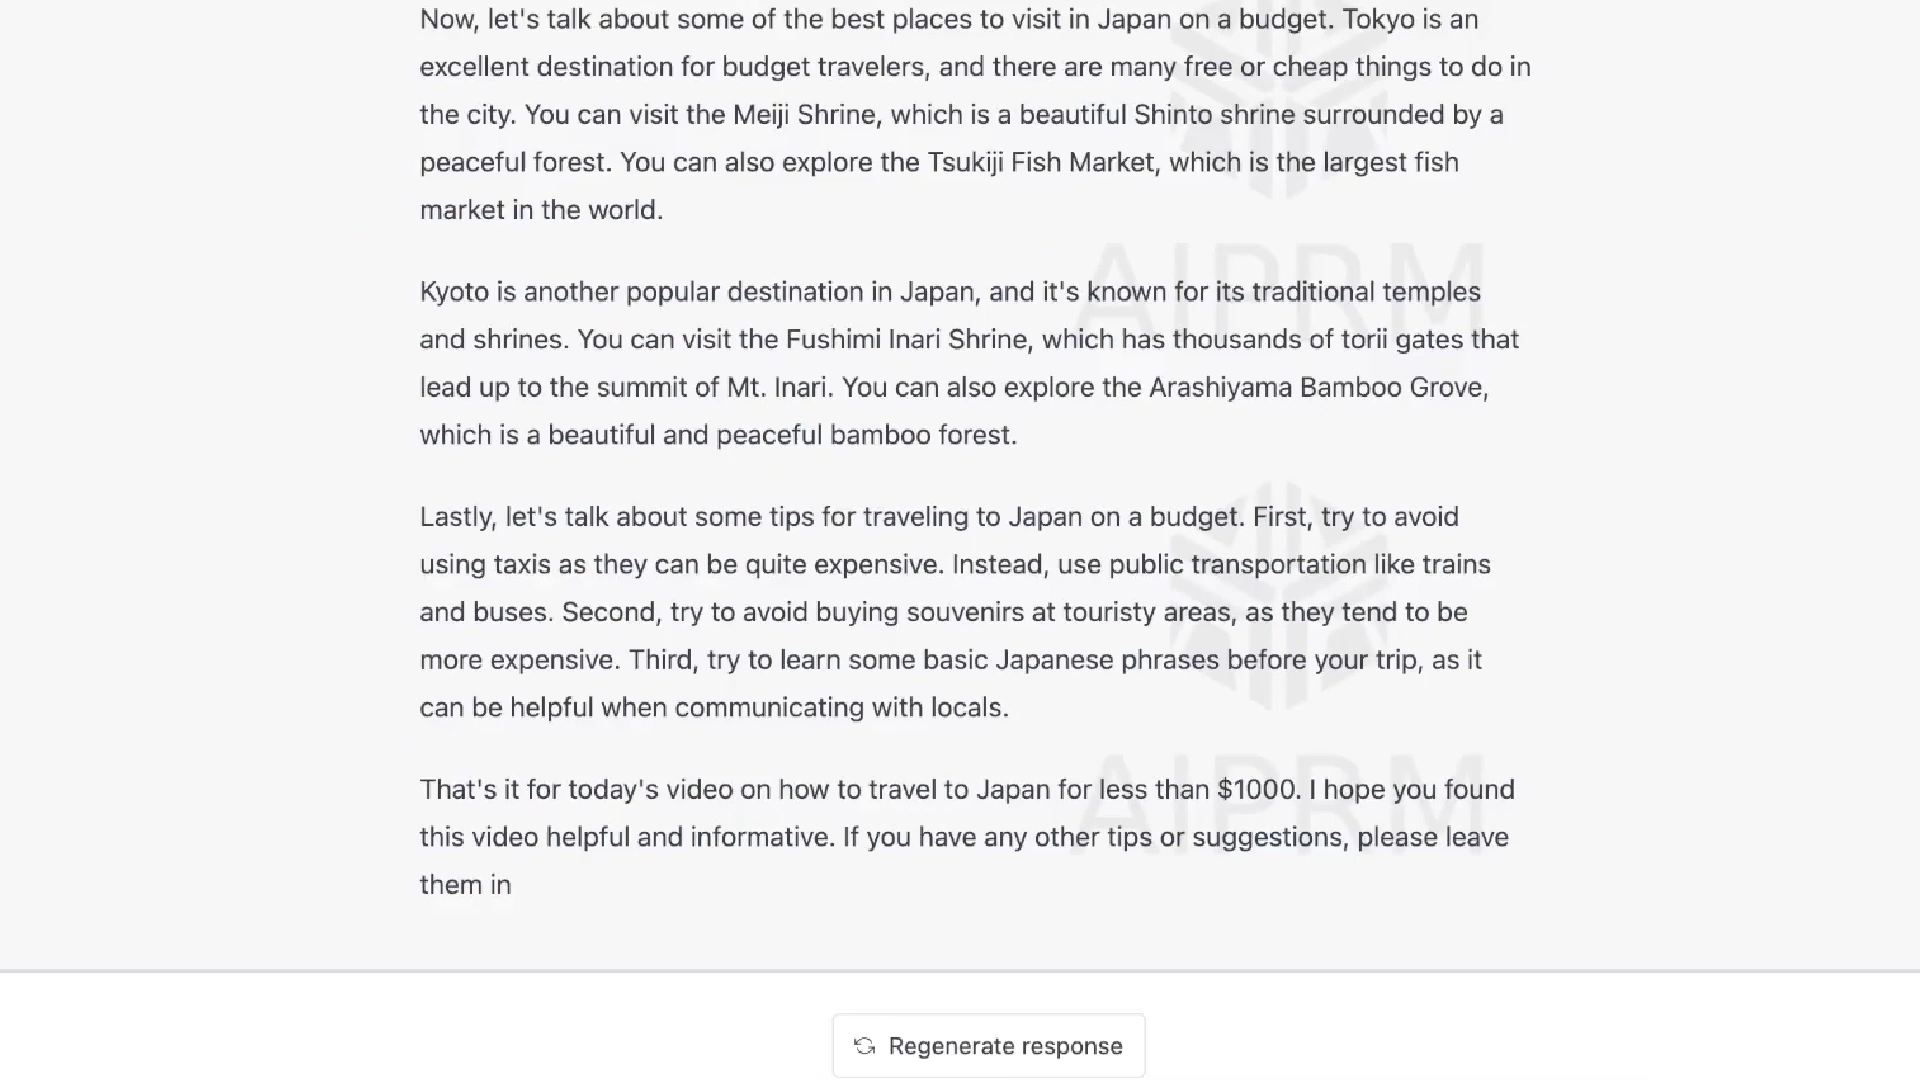 Now, let's talk about some of the best places to visit in Japan on a budget. Tokyo is an
excellent destination for budget travelers, and there are many free or cheap things to do in
the city. You can visit the Meiji Shrine, which is a beautiful Shinto shrine surrounded by a
peaceful forest. You can also explore the Tsukiji Fish Market, which is the largest fish
market in the world.
AIPRM
Kyoto is another popular destination in Japan, and it's known for its traditional temples
and shrines. You can visit the Fushimi Inari Shrine, which has thousands of torii gates that
lead up to the summit of Mt. Inari. You can also explore the Arashiyama Bamboo Grove,
which is a beautiful and peaceful bamboo forest.
Lastly, let's talk about some tips for traveling to Japan on a budget. First, try to avoid
using taxis as they can be quite expensive. Instead, use public transportation like trains
and buses. Second, try to avoid buying souvenirs at touristy areas, as they tend to be
more expensive. Third, try to learn some basic Japanese phrases before your trip, as it
can be helpful when communicating with locals.
AIPRM
That's it for today's video on how to travel to Japan for less than $1000. I hope you found
this video helpful and informative. If you have any other tips or suggestions, please leave
them in
Regenerate response